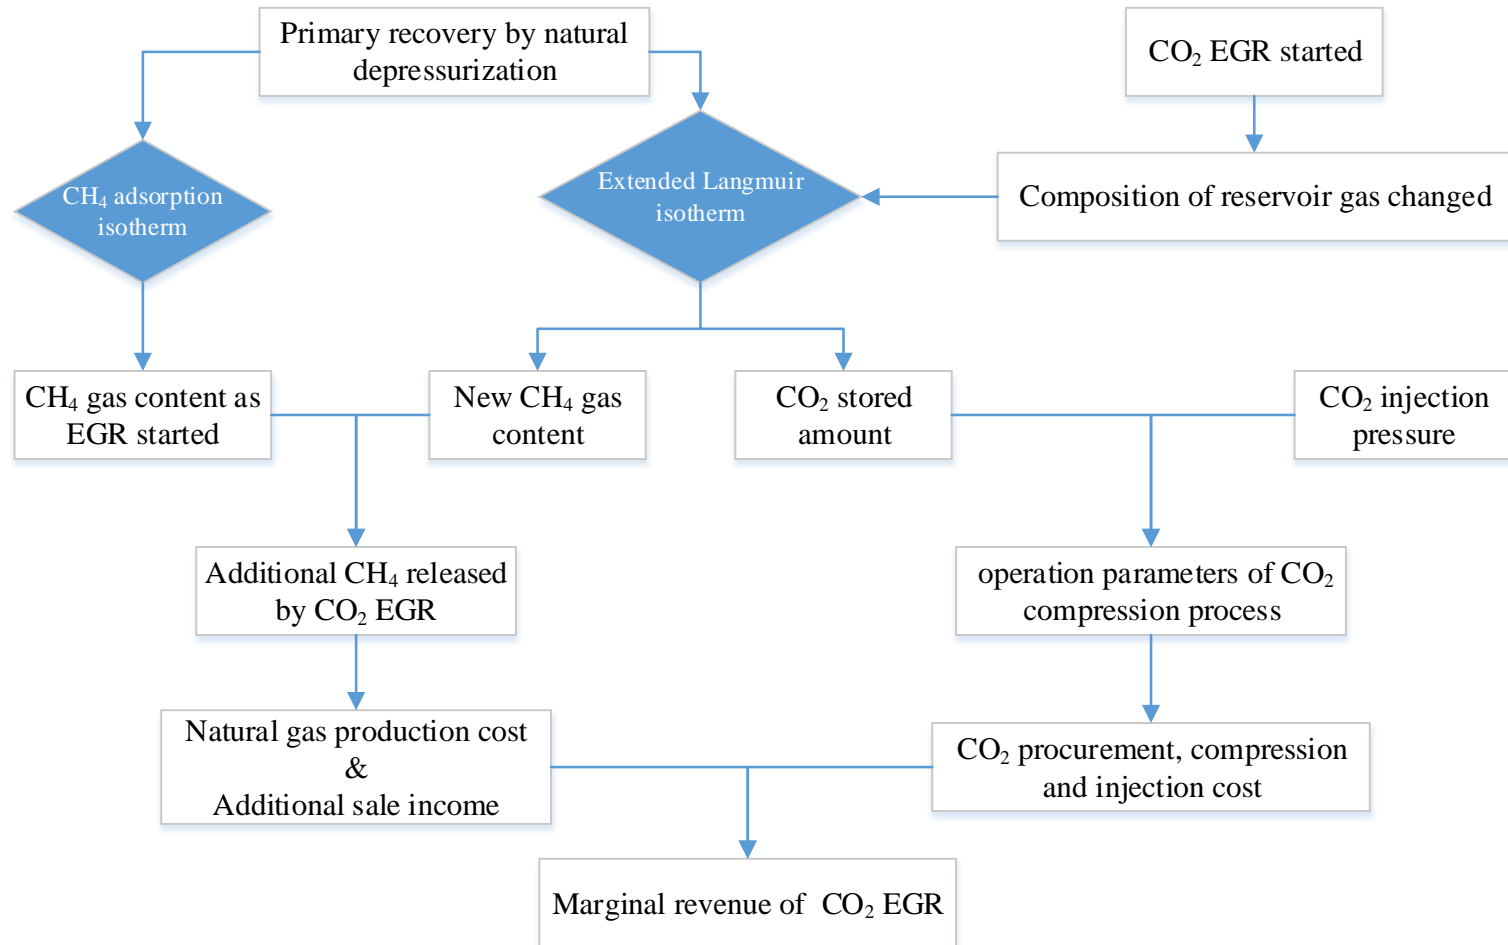 Primary recovery by natural
depressurization
CO₂ EGR started
CH₄ adsorption
isotherm
Extended Langmuir
isotherm
Composition of reservoir gas changed
CH₄ gas content as
EGR started
New CH₄ gas
content
CO₂ stored
amount
CO₂ injection
pressure
Additional CH₄ released
by CO₂ EGR
operation parameters of CO₂
compression process
Natural gas production cost
&
Additional sale income
CO₂ procurement, compression
and injection cost
Marginal revenue of CO₂ EGR